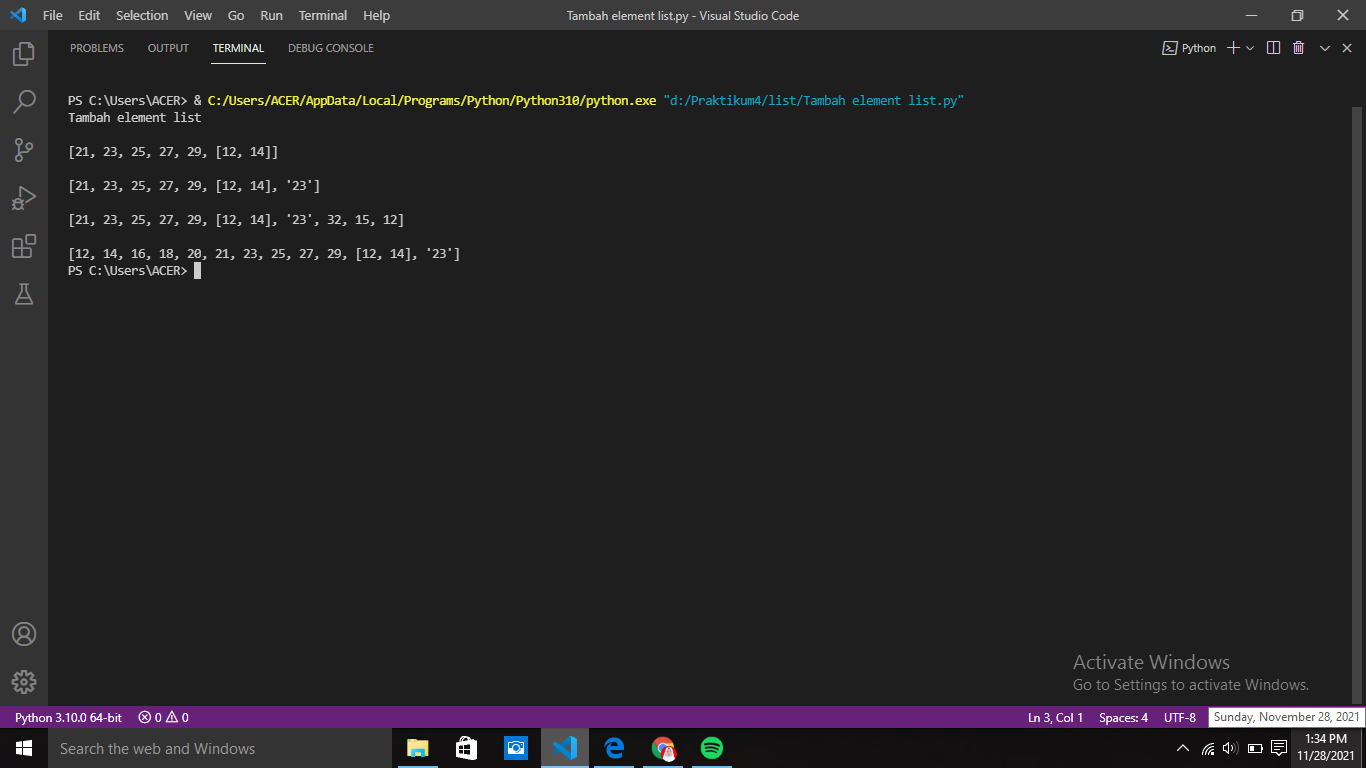 File Edit Selection View Go Run Terminal Help Tambah element list.py - Visual Studio Code
PROBLEMS OUTPUT TERMINAL DEBUG CONSOLE Python
PS C:\Users\ACER> & C:/Users/ACER/AppData/Local/Programs/Python/Python310/python.exe "d:/Praktikum4/list/Tambah element list.py"
Tambah element list
[21, 23, 25, 27, 29, [12, 14]]
[21, 23, 25, 27, 29, [12, 14], '23']
[21, 23, 25, 27, 29, [12, 14], '23', 32, 15, 12]
[12, 14, 16, 18, 20, 21, 23, 25, 27, 29, [12, 14], '23']
PS C:\Users\ACER>
Activate Windows
Go to Settings to activate Windows.
Python 3.10.0 64-bit 0 0 Ln 3, Col 1 Spaces: 4 UTF-8 Sunday, November 28, 2021
Search the web and Windows 1:34 PM
11/28/2021